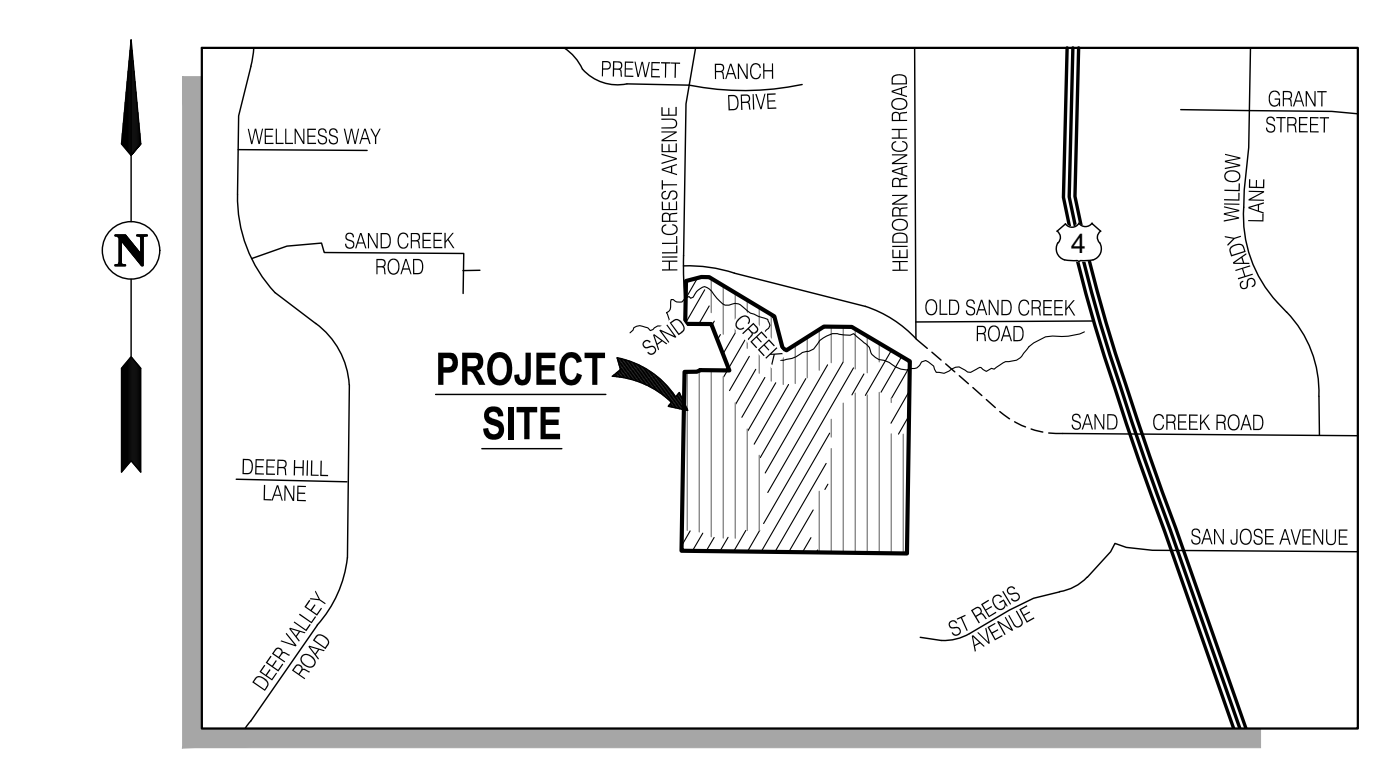 PREWETT RANCH
DRIVE
GRANT
STREET
WELLNESS WAY
HILLCREST AVENUE
HEIDORN RANCH ROAD
SHADY WILLOW
LANE
N
SAND CREEK
ROAD
4
OLD SAND CREEK
ROAD
SAND CREEK
PROJECT
SITE
SAND CREEK ROAD
DEER HILL
LANE
SAN JOSE AVENUE
ST REGIS
AVENUE
DEER VALLEY
ROAD